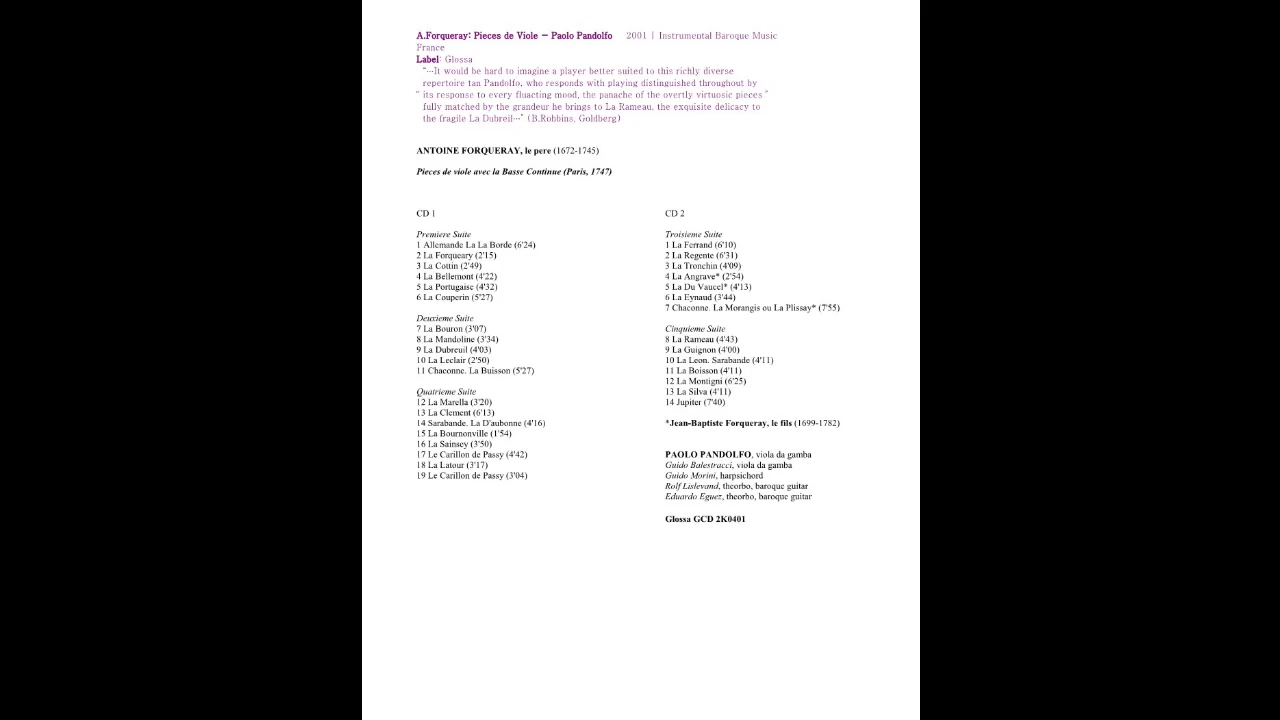 A.Forqueray: Pieces de Viole － Paolo Pandolfo 2001 | Instrumental Baroque Music
France
Label: Glossa
"…It would be hard to imagine a player better suited to this richly diverse
repertoire tan Pandolfo, who responds with playing distinguished throughout by
" its response to every fluacting mood, the panache of the overtly virtuosic pieces "
fully matched by the grandeur he brings to La Rameau, the exquisite delicacy to
the fragile La Dubreil…" (B.Robbins. Goldberg)
ANTOINE FORQUERAY, le pere (1672-1745)
Pieces de viole avec la Basse Continue (Paris, 1747)
CD 1
Premiere Suite
1 Allemande La La Borde (6'24)
2 La Forqueary (2'15)
3 La Cottin (2'49)
4 La Bellemont (4'22)
5 La Portugaise (4'32)
6 La Couperin (5'27)
Deuxieme Suite
7 La Bouron (3'07)
8 La Mandoline (3'34)
9 La Dubreuil (4'03)
10 La Leclair (2'50)
11 Chaconne. La Buisson (5'27)
Quatrieme Suite
12 La Marella (3'20)
13 La Clement (6'13)
14 Sarabande. La D'aubonne (4'16)
15 La Bournonville (1'54)
16 La Sainsey (3'50)
17 Le Carillon de Passy (4'42)
18 La Latour (3'17)
19 Le Carillon de Passy (3'04)
CD 2
Troisieme Suite
1 La Ferrand (6'10)
2 La Regente (6'31)
3 La Tronchin (4'09)
4 La Angrave* (2'54)
5 La Du Vaucel* (4'13)
6 La Eynaud (3'44)
7 Chaconne. La Morangis ou La Plissay* (7'55)
Cinquieme Suite
8 La Rameau (4'43)
9 La Guignon (4'00)
10 La Leon. Sarabande (4'11)
11 La Boisson (4'11)
12 La Montigni (6'25)
13 La Silva (4'11)
14 Jupiter (7'40)
*Jean-Baptiste Forqueray, le fils (1699-1782)
PAOLO PANDOLFO, viola da gamba
Guido Balestracci, viola da gamba
Guido Morini, harpsichord
Rolf Lislevand, theorbo, baroque guitar
Eduardo Eguez, theorbo, baroque guitar
Glossa GCD 2K0401